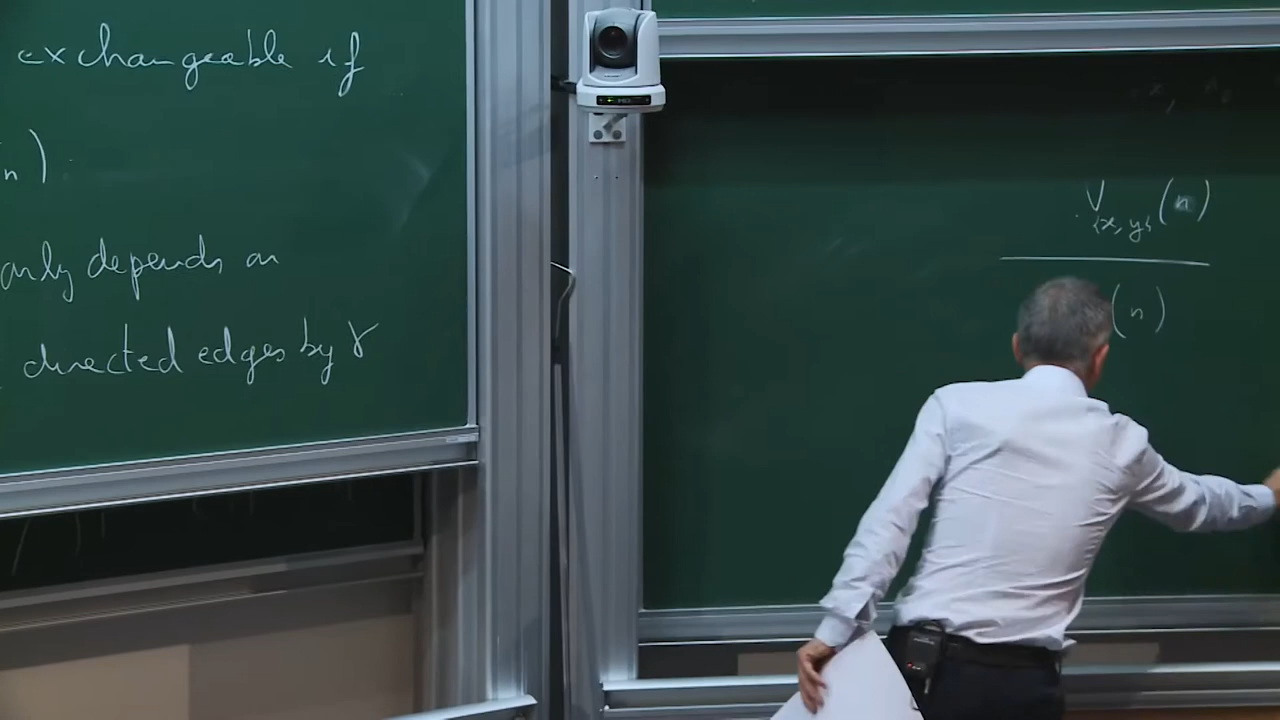 exchangeable if
n)
only depends on
directed edges by γ
V{x,y}(n)
(n)